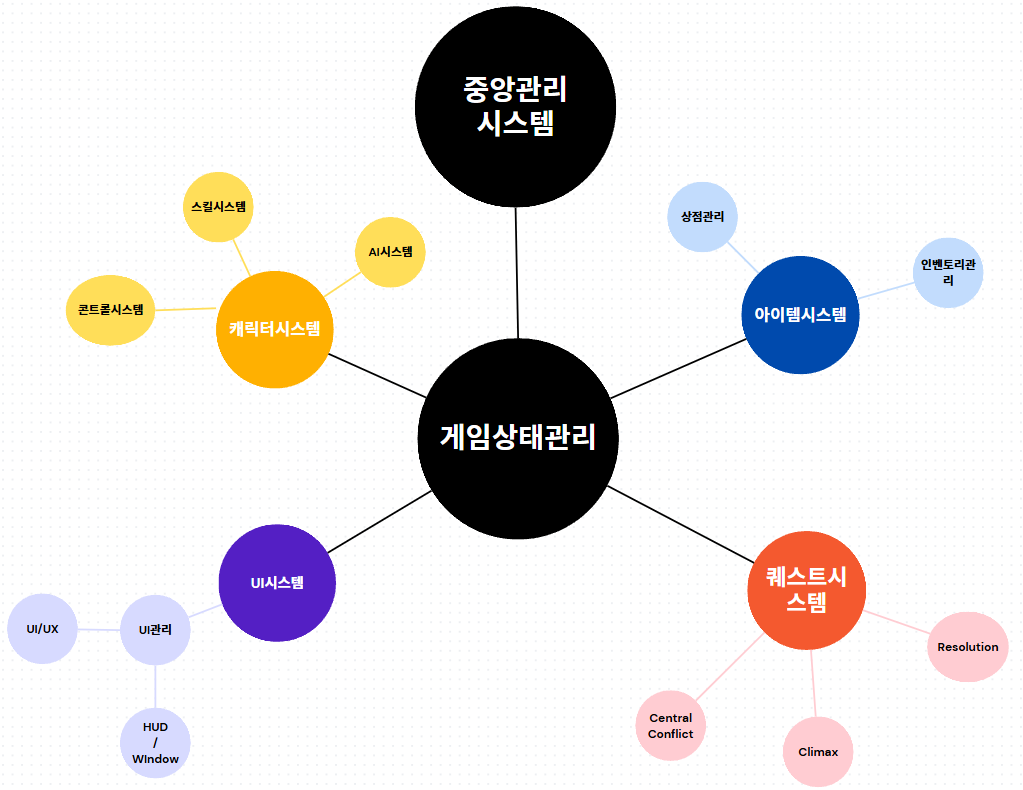 중앙관리
시스템
스킬시스템
AI시스템
콘트롤시스템
캐릭터시스템
상점관리
인벤토리관
리
아이템시스템
게임상태관리
UI시스템
UI/UX
UI관리
HUD
/
WIndow
퀘스트시
스템
Resolution
Central
Conflict
Climax